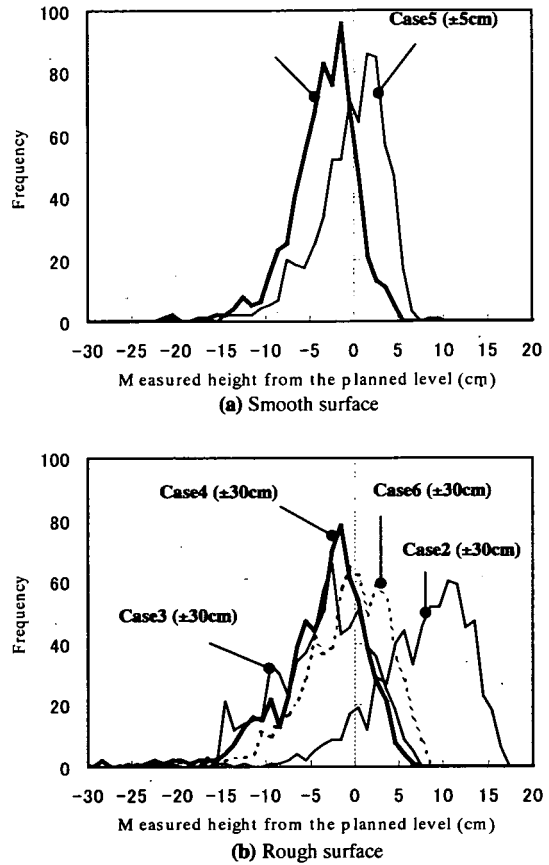 Case5 (±5cm)
Frequency
100
80
60
40
20
0
-30 -25 -20 -15 -10 -5 0 5 10 15 20
Measured height from the planned level (cm)
(a) Smooth surface
Case4 (±30cm)
Case6 (±30cm)
Case2 (±30cm)
Case3 (±30cm)
Frequency
100
80
60
40
20
0
-30 -25 -20 -15 -10 -5 0 5 10 15 20
Measured height from the planned level (cm)
(b) Rough surface